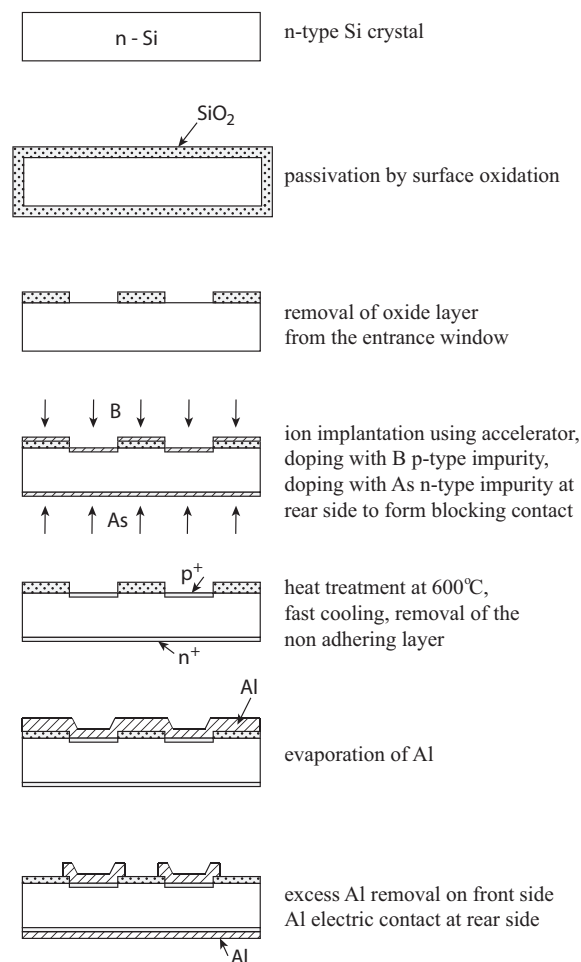 n - Si
n-type Si crystal
SiO₂
passivation by surface oxidation
removal of oxide layer
from the entrance window
B
As
ion implantation using accelerator,
doping with B p-type impurity,
doping with As n-type impurity at
rear side to form blocking contact
p⁺
n⁺
heat treatment at 600℃,
fast cooling, removal of the
non adhering layer
Al
evaporation of Al
Al
excess Al removal on front side
Al electric contact at rear side